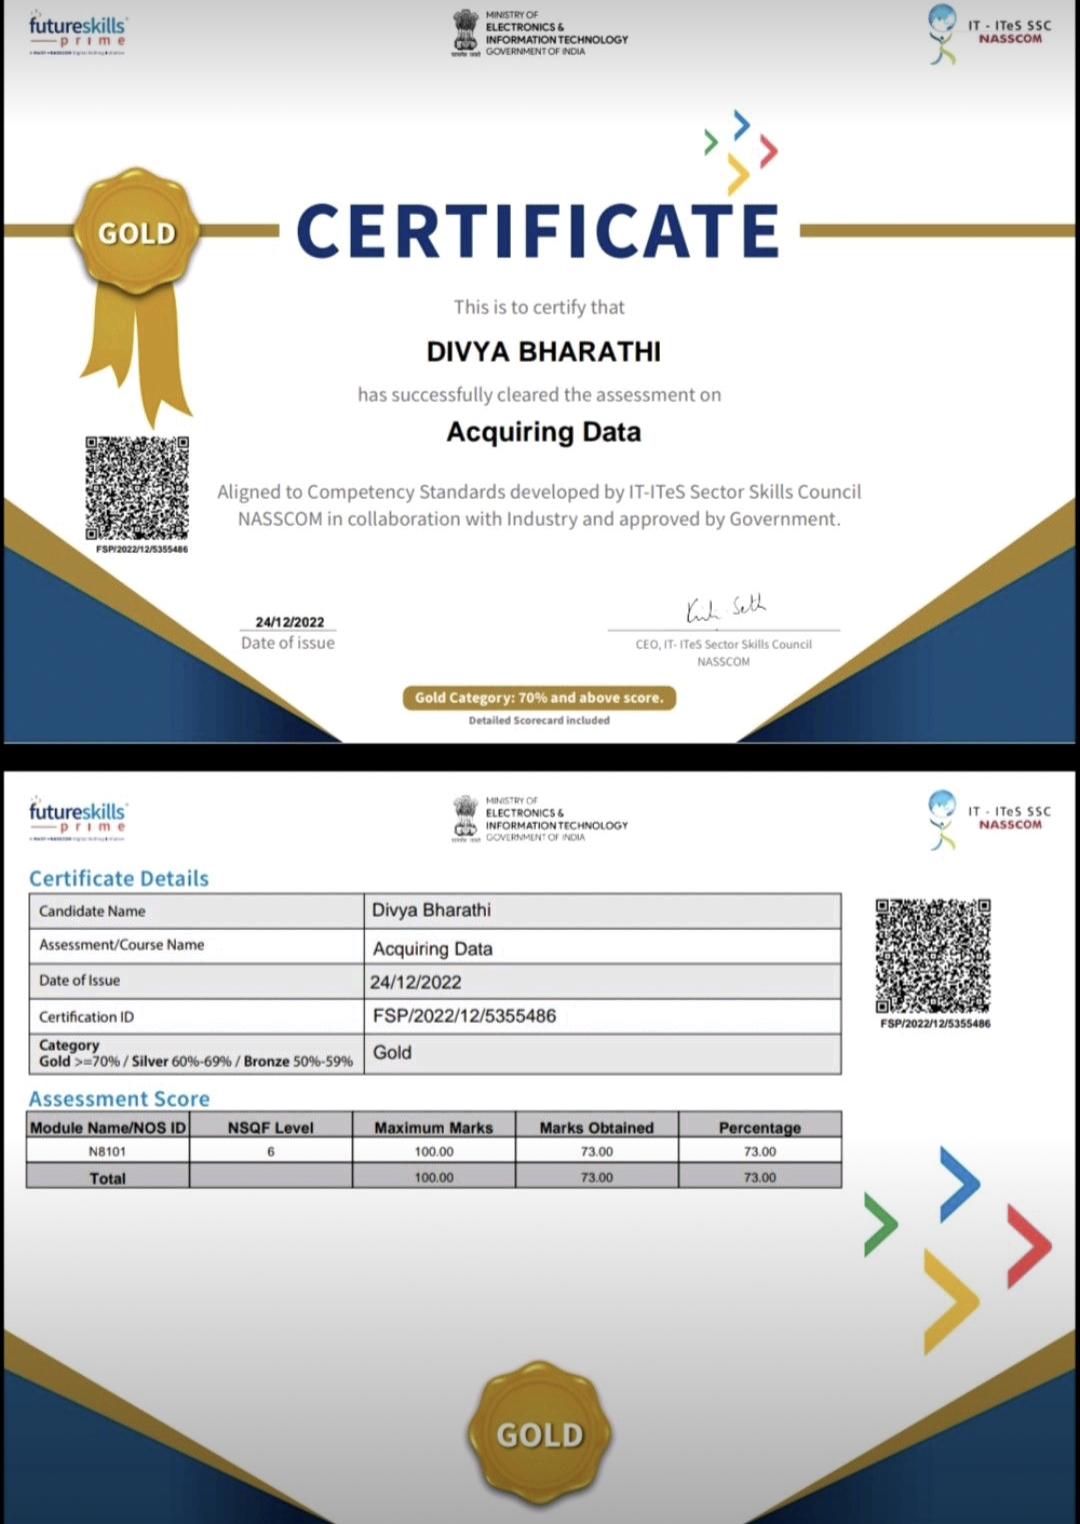 futureskills
prime
MINISTRY OF
ELECTRONICS &
INFORMATION TECHNOLOGY
GOVERNMENT OF INDIA
IT - ITeS SSC
NASSCOM
GOLD
CERTIFICATE
This is to certify that
DIVYA BHARATHI
has successfully cleared the assessment on
Acquiring Data
Aligned to Competency Standards developed by IT-ITeS Sector Skills Council
NASSCOM in collaboration with Industry and approved by Government.
FSP/2022/12/5355486
24/12/2022
Date of issue
CEO, IT- ITeS Sector Skills Council
NASSCOM
Gold Category: 70% and above score.
Detailed Scorecard included
futureskills
prime
MINISTRY OF
ELECTRONICS &
INFORMATION TECHNOLOGY
GOVERNMENT OF INDIA
IT - ITeS SSC
NASSCOM
Certificate Details
Candidate Name Divya Bharathi
Assessment/Course Name Acquiring Data
Date of Issue 24/12/2022
Certification ID FSP/2022/12/5355486
Category
Gold >=70% / Silver 60%-69% / Bronze 50%-59% Gold
FSP/2022/12/5355486
Assessment Score
Module Name/NOS ID NSQF Level Maximum Marks Marks Obtained Percentage
N8101 6 100.00 73.00 73.00
Total 100.00 73.00 73.00
GOLD